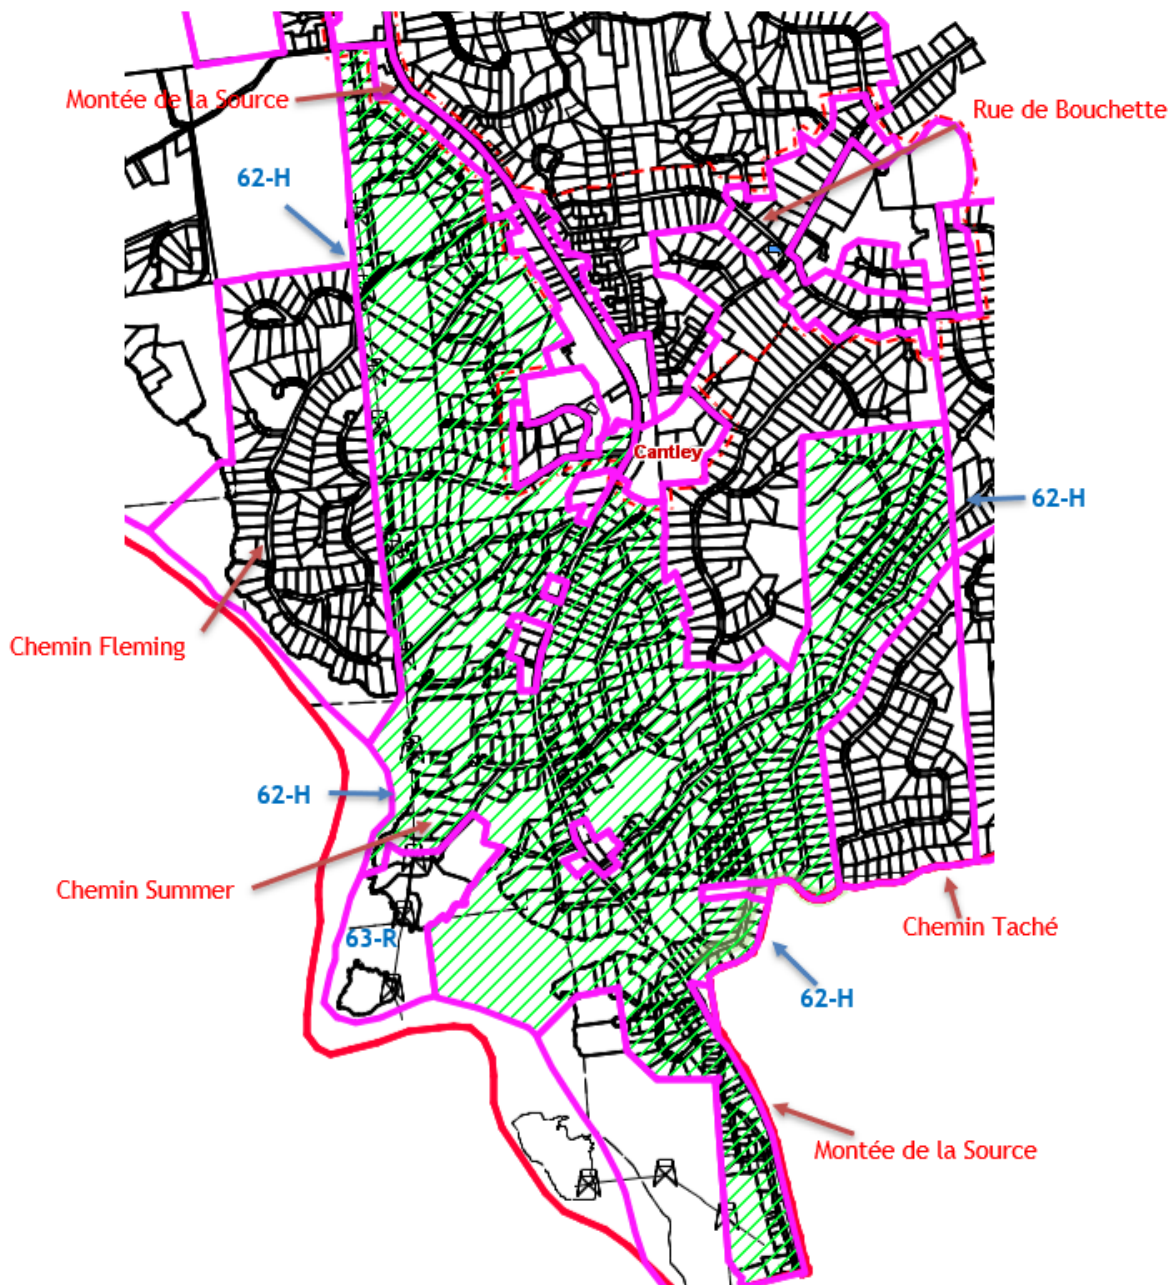 Montée de la Source
Rue de Bouchette
62-H
Cantley
62-H
Chemin Fleming
62-H
Chemin Summer
Chemin Taché
63-R
62-H
Montée de la Source